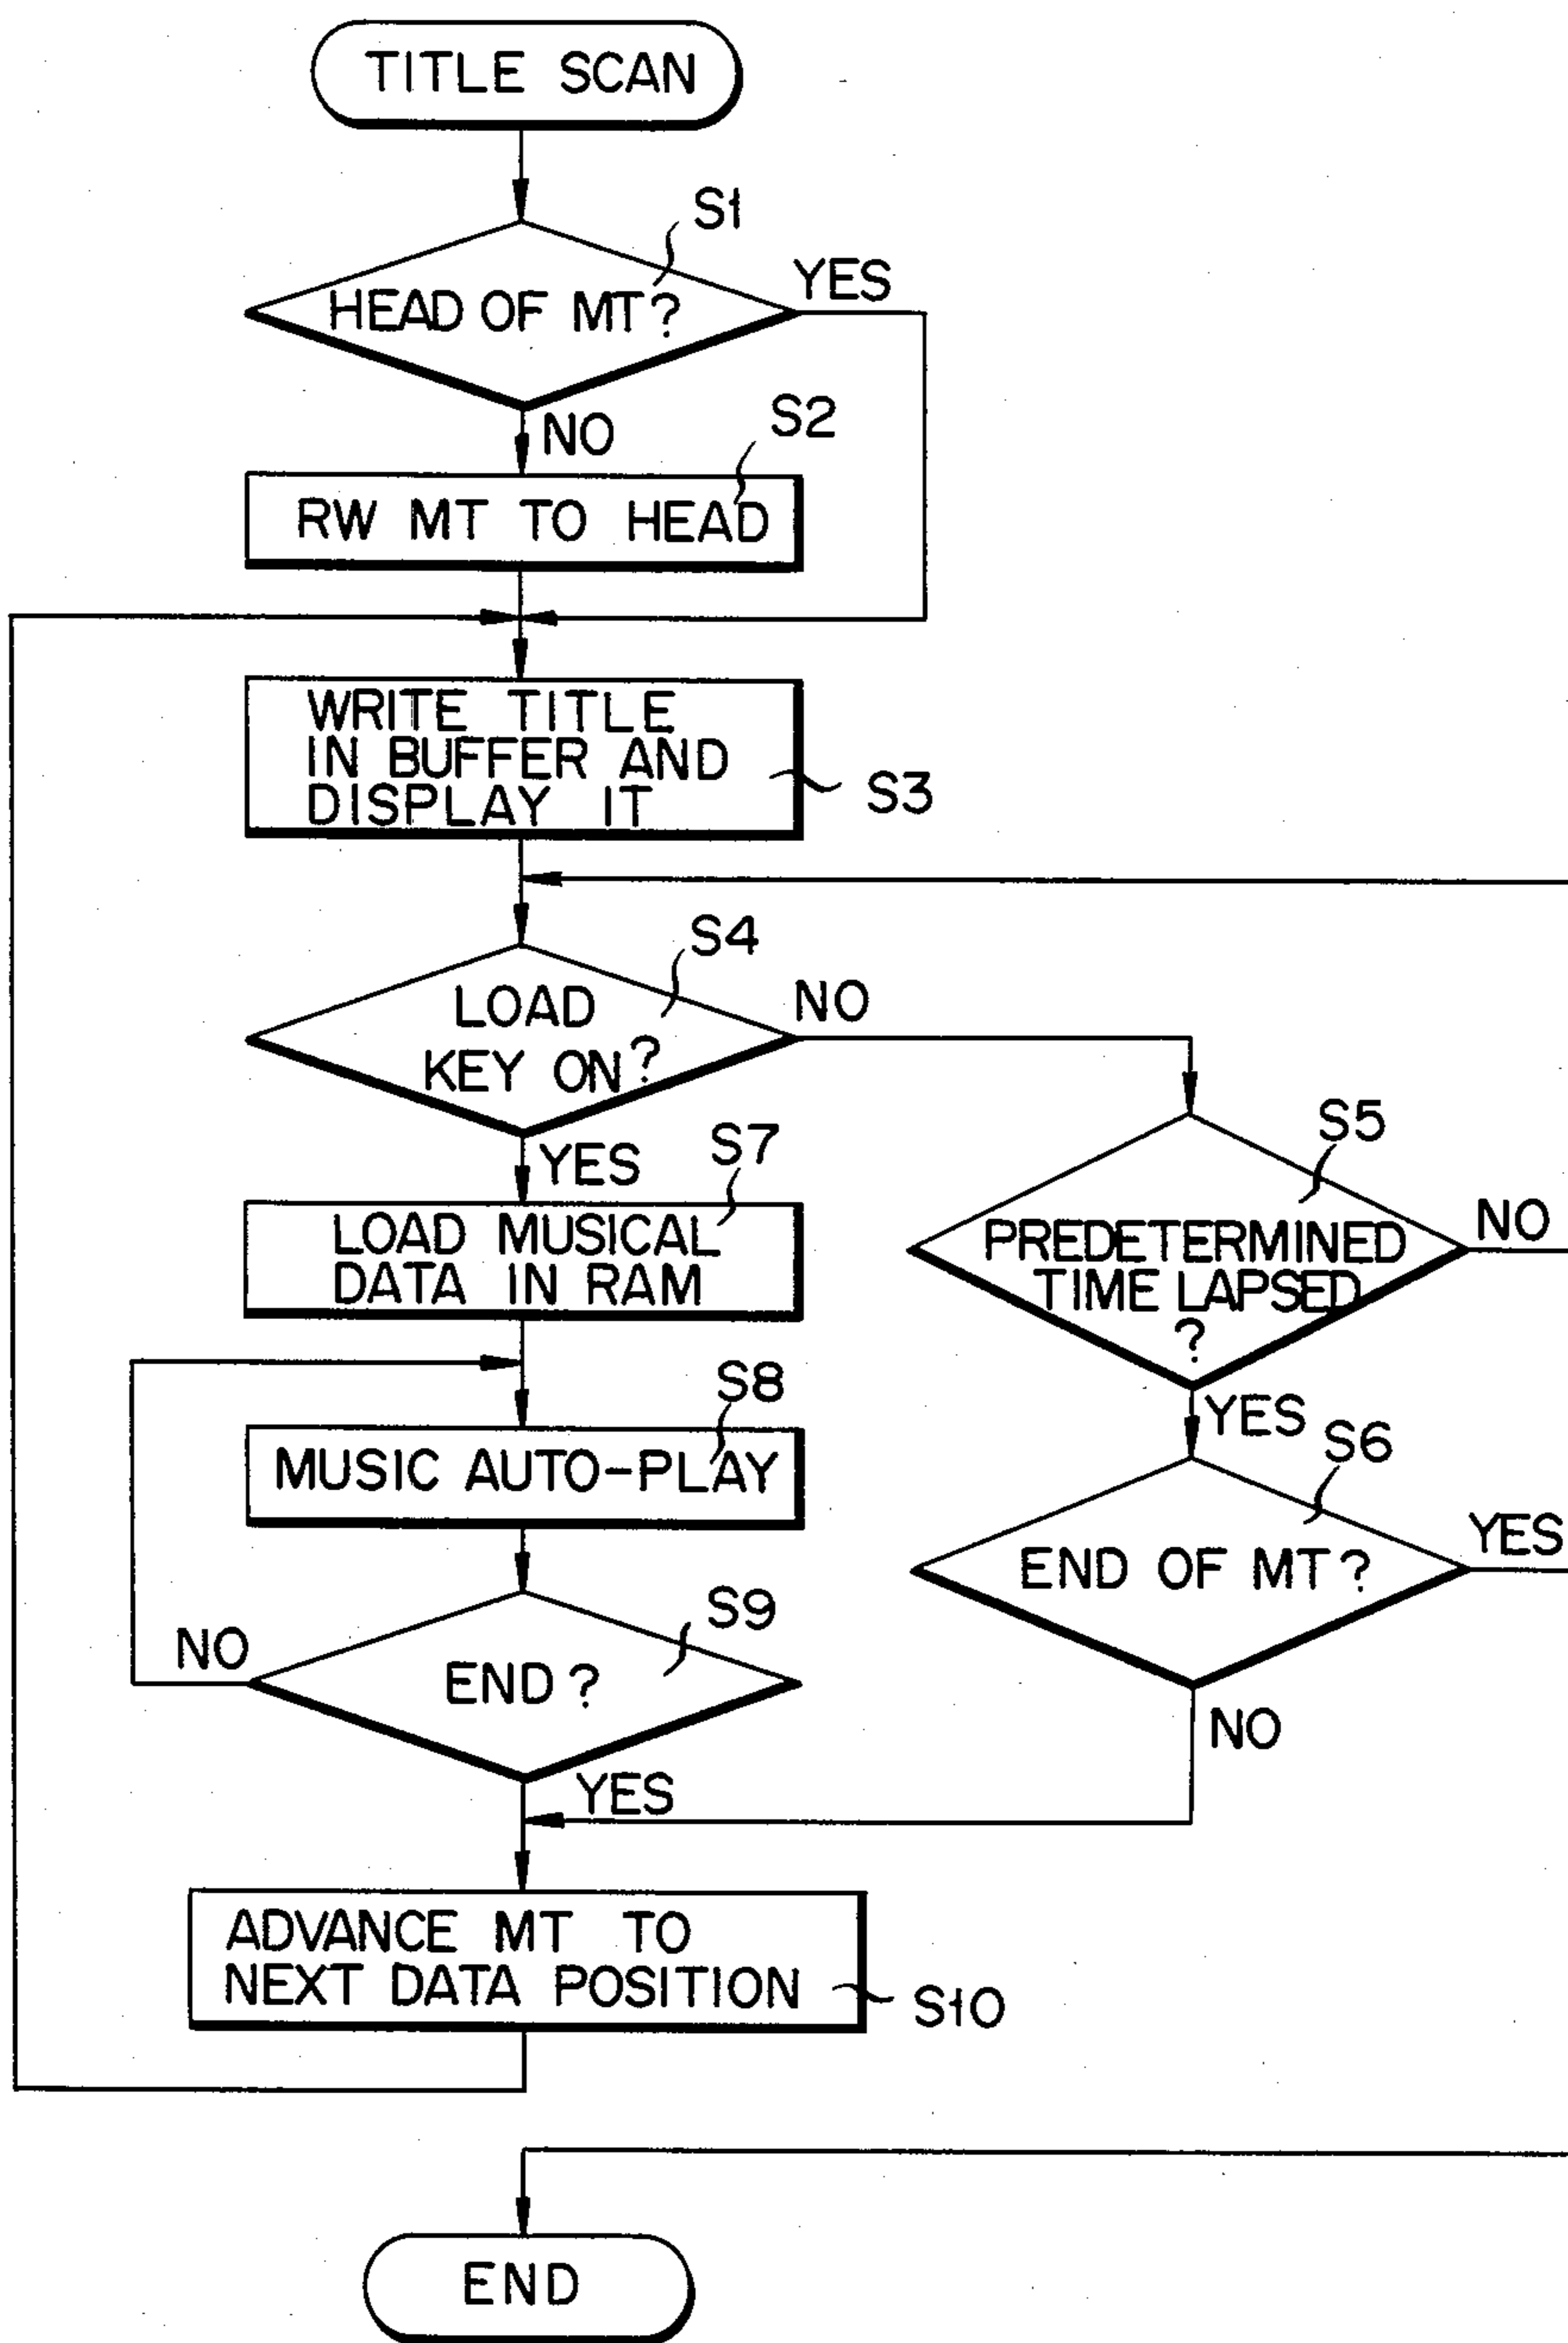 TITLE SCAN
S1
HEAD OF MT?
YES
NO
S2
RW MT TO HEAD
WRITE TITLE
IN BUFFER AND
DISPLAY IT
S3
S4
LOAD
KEY ON?
NO
YES
S5
PREDETERMINED
TIME LAPSED
?
NO
YES
S7
LOAD MUSICAL
DATA IN RAM
S8
MUSIC AUTO-PLAY
S6
END OF MT?
YES
NO
S9
END?
NO
YES
ADVANCE MT TO
NEXT DATA POSITION
S10
END